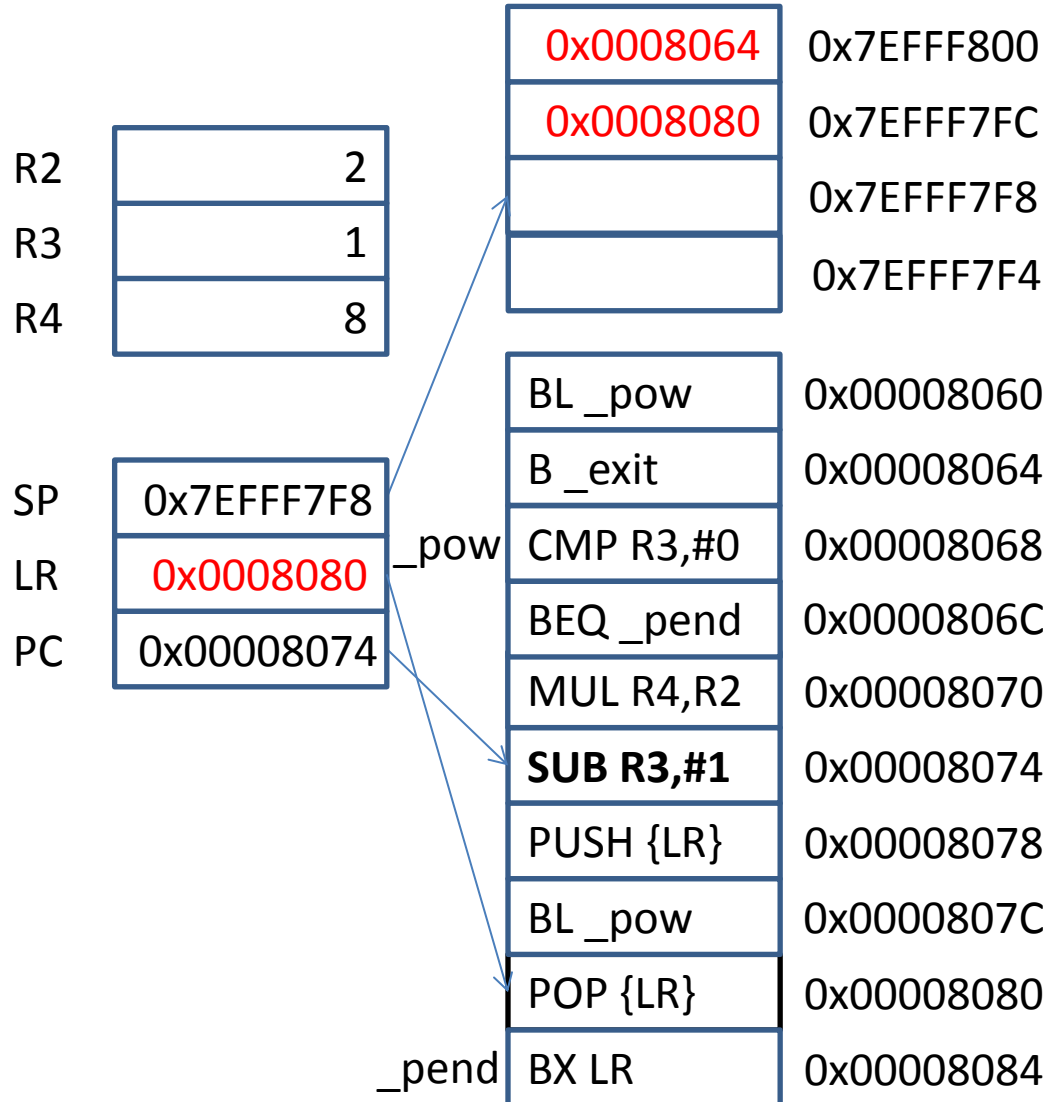 0x0008064 0x7EFFF800
0x0008080 0x7EFFF7FC
0x7EFFF7F8
0x7EFFF7F4
R2 2
R3 1
R4 8
SP 0x7EFFF7F8
LR 0x0008080
PC 0x00008074
BL _pow 0x00008060
B _exit 0x00008064
_pow CMP R3,#0 0x00008068
BEQ _pend 0x0000806C
MUL R4,R2 0x00008070
SUB R3,#1 0x00008074
PUSH {LR} 0x00008078
BL _pow 0x0000807C
POP {LR} 0x00008080
_pend BX LR 0x00008084